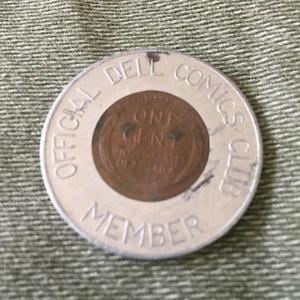 OFFICIAL DELL COMICS CLUB
MEMBER
ONE
CENT